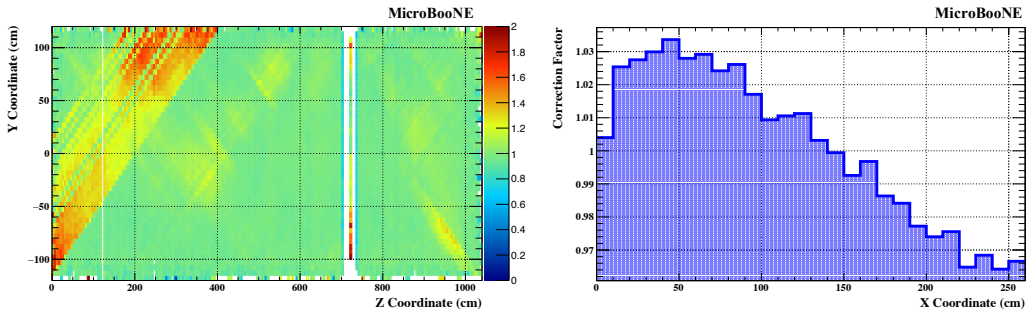 MicroBooNE
Y Coordinate (cm)
100
50
0
−50
−100
0 200 400 600 800 1000
Z Coordinate (cm)
2
1.8
1.6
1.4
1.2
1
0.8
0.6
0.4
0.2
0
MicroBooNE
Correction Factor
1.03
1.02
1.01
1
0.99
0.98
0.97
0 50 100 150 200 250
X Coordinate (cm)